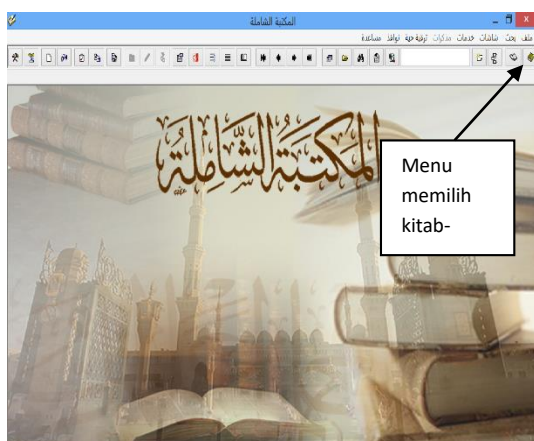 المكتبة الشاملة
ملف بحث شاشات خدمات مذكرات ترقية حية نوافذ مساعدة
المكتبة الشاملة
Menu
memilih
kitab-